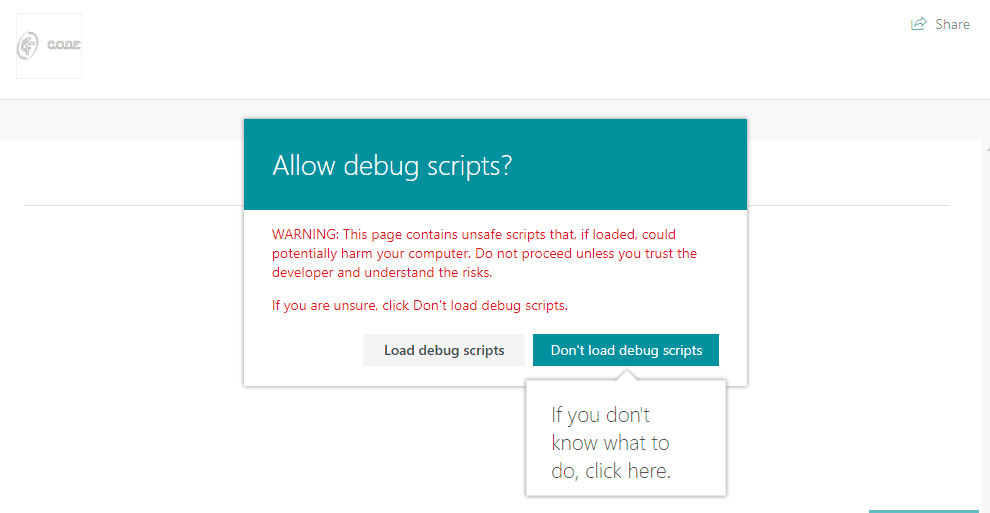 C.O.D.E
Share
Allow debug scripts?
WARNING: This page contains unsafe scripts that, if loaded, could
potentially harm your computer. Do not proceed unless you trust the
developer and understand the risks.
If you are unsure, click Don't load debug scripts.
Load debug scripts
Don't load debug scripts
If you don't
know what to
do, click here.